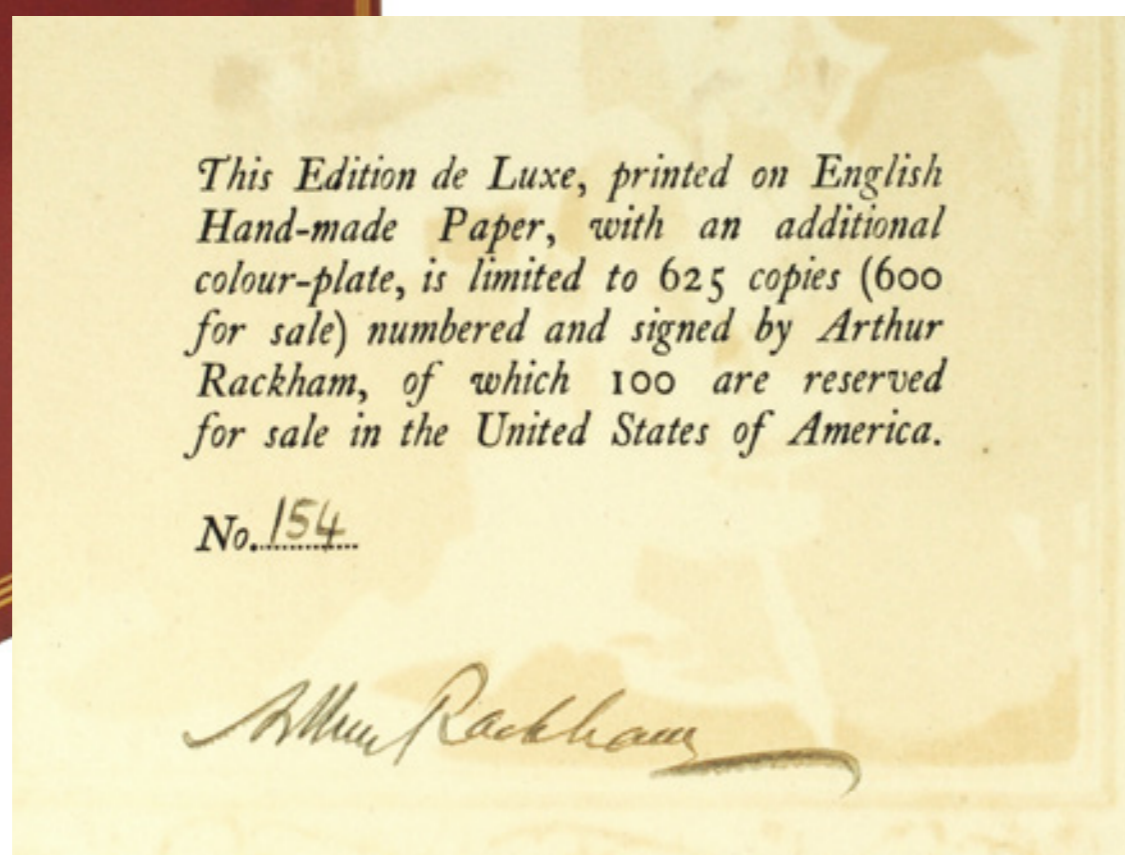 This Edition de Luxe, printed on English
Hand-made Paper, with an additional
colour-plate, is limited to 625 copies (600
for sale) numbered and signed by Arthur
Rackham, of which 100 are reserved
for sale in the United States of America.
No. 154
Arthur Rackham